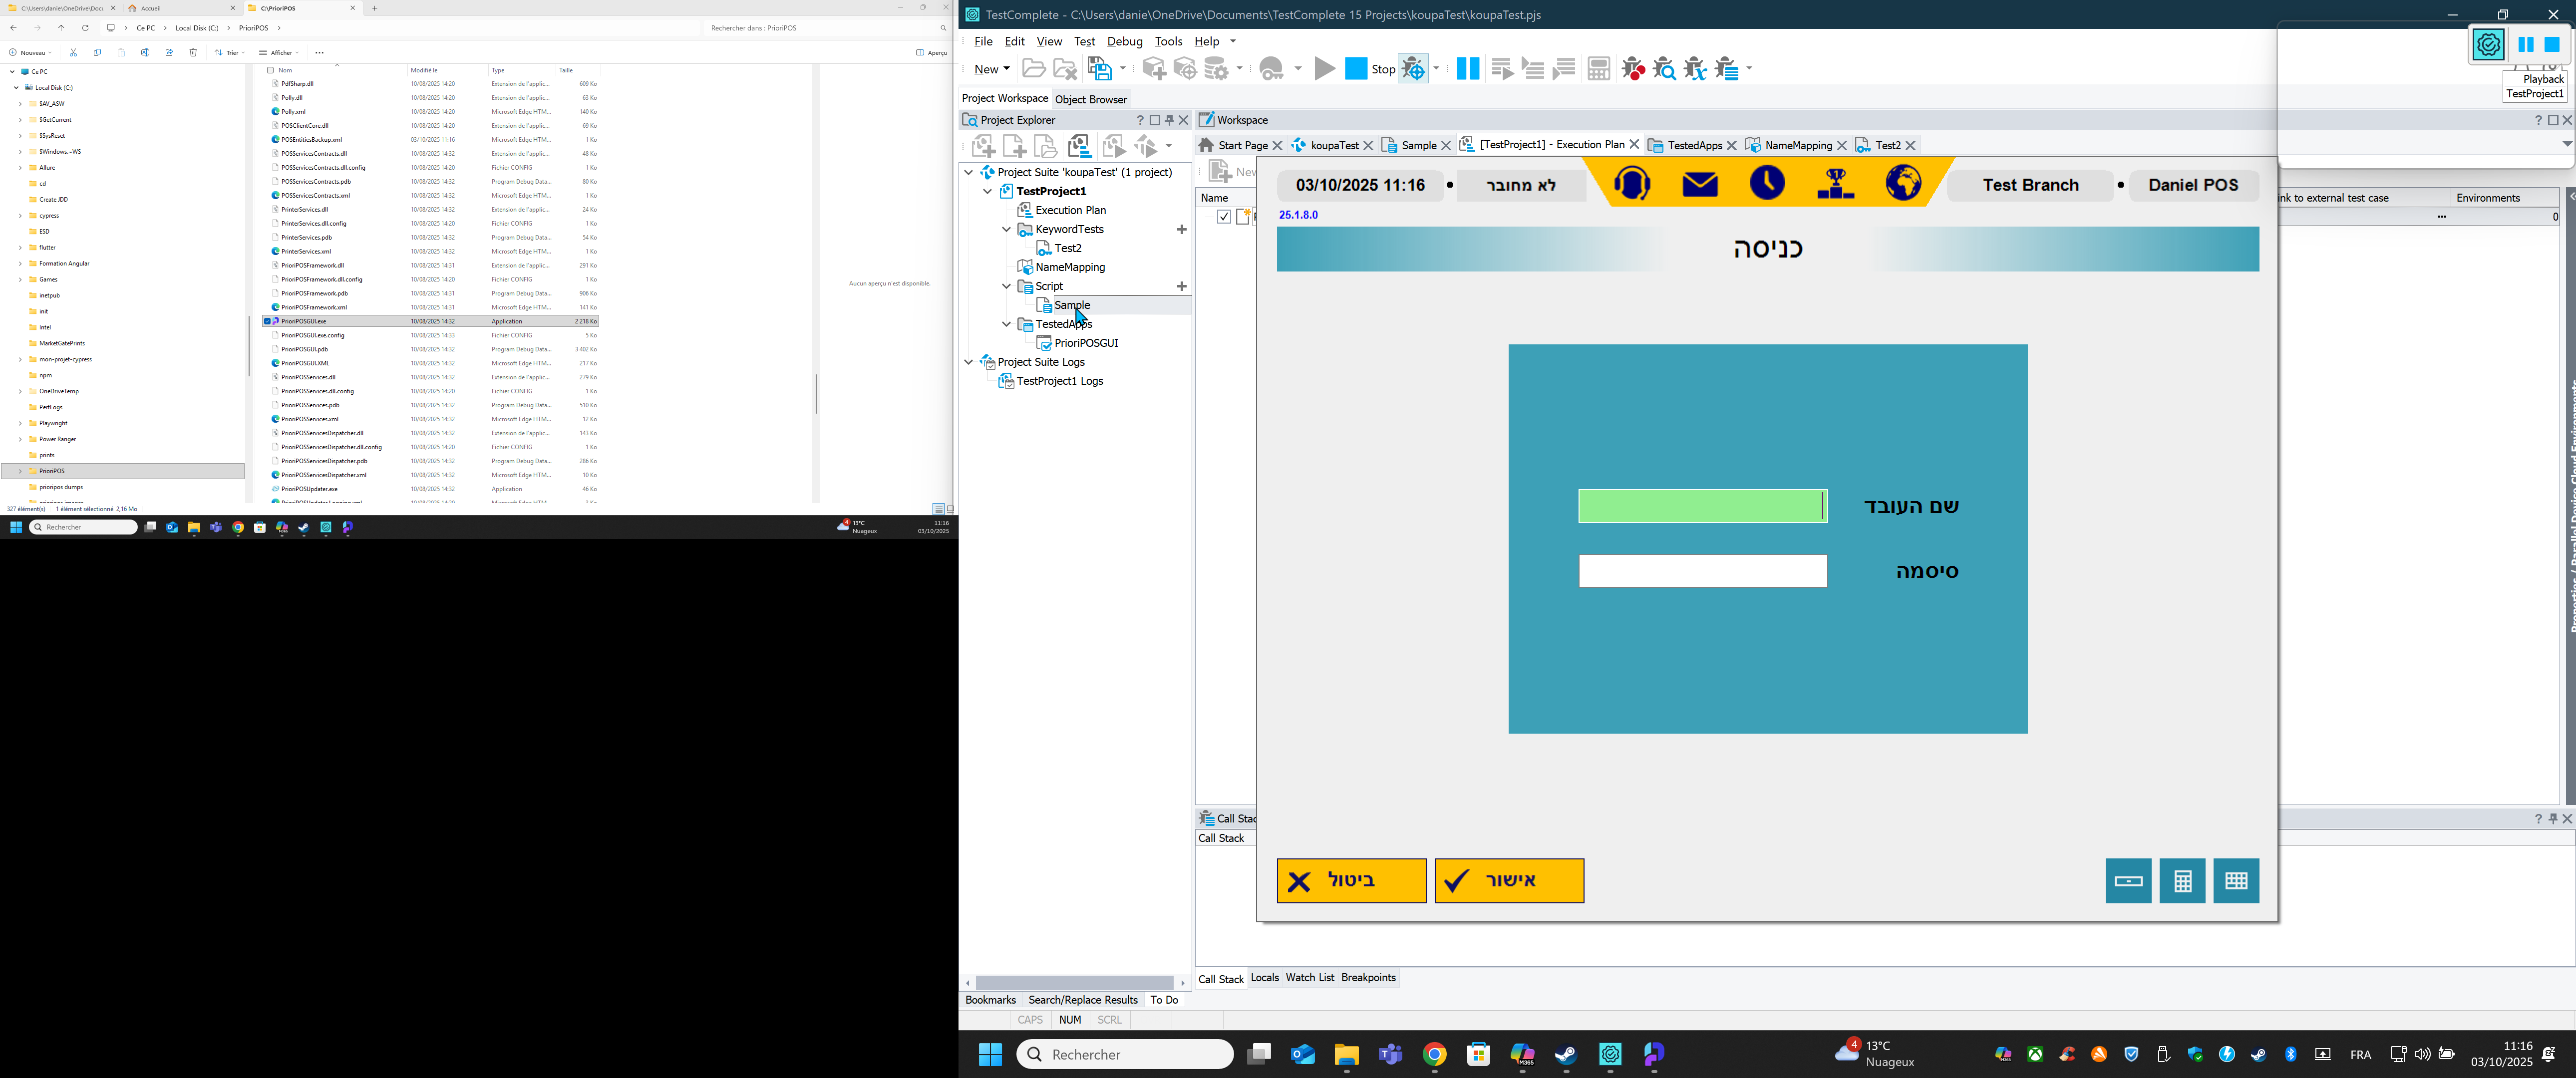 C:\Users\danie\OneDrive\Docu
Accueil
C:\PrioriPOS
Ce PC
Local Disk (C:)
PrioriPOS
Rechercher dans : PrioriPOS
Nouveau
Trier
Afficher
Aperçu
Ce PC
Local Disk (C:)
$AV_ASW
$GetCurrent
$SysReset
$Windows.~WS
Allure
cd
Create JDD
cypress
ESD
flutter
Formation Angular
Games
inetpub
init
Intel
MarketGatePrints
mon-projet-cypress
npm
OneDriveTemp
PerfLogs
Playwright
Power Ranger
prints
PrioriPOS
prioripos dumps
prioripos images
Nom Modifié le Type Taille
PdfSharp.dll 10/08/2025 14:20 Extension de l'applic... 609 Ko
Polly.dll 10/08/2025 14:20 Extension de l'applic... 63 Ko
Polly.xml 10/08/2025 14:20 Microsoft Edge HTM... 140 Ko
POSClientCore.dll 10/08/2025 14:20 Extension de l'applic... 69 Ko
POSEntitiesBackup.xml 03/10/2025 11:16 Microsoft Edge HTM... 1 Ko
POSServicesContracts.dll 10/08/2025 14:32 Extension de l'applic... 48 Ko
POSServicesContracts.dll.config 10/08/2025 14:20 Fichier CONFIG 1 Ko
POSServicesContracts.pdb 10/08/2025 14:32 Program Debug Data... 80 Ko
POSServicesContracts.xml 10/08/2025 14:32 Microsoft Edge HTM... 1 Ko
PrinterServices.dll 10/08/2025 14:32 Extension de l'applic... 24 Ko
PrinterServices.dll.config 10/08/2025 14:20 Fichier CONFIG 1 Ko
PrinterServices.pdb 10/08/2025 14:32 Program Debug Data... 54 Ko
PrinterServices.xml 10/08/2025 14:32 Microsoft Edge HTM... 1 Ko
PrioriPOSFramework.dll 10/08/2025 14:31 Extension de l'applic... 291 Ko
PrioriPOSFramework.dll.config 10/08/2025 14:20 Fichier CONFIG 1 Ko
PrioriPOSFramework.pdb 10/08/2025 14:31 Program Debug Data... 906 Ko
PrioriPOSFramework.xml 10/08/2025 14:31 Microsoft Edge HTM... 141 Ko
PrioriPOSGUI.exe 10/08/2025 14:32 Application 2 218 Ko
PrioriPOSGUI.exe.config 10/08/2025 14:33 Fichier CONFIG 5 Ko
PrioriPOSGUI.pdb 10/08/2025 14:32 Program Debug Data... 3 402 Ko
PrioriPOSGUI.XML 10/08/2025 14:32 Microsoft Edge HTM... 217 Ko
PrioriPOSServices.dll 10/08/2025 14:32 Extension de l'applic... 279 Ko
PrioriPOSServices.dll.config 10/08/2025 14:20 Fichier CONFIG 1 Ko
PrioriPOSServices.pdb 10/08/2025 14:32 Program Debug Data... 510 Ko
PrioriPOSServices.xml 10/08/2025 14:32 Microsoft Edge HTM... 12 Ko
PrioriPOSServicesDispatcher.dll 10/08/2025 14:32 Extension de l'applic... 143 Ko
PrioriPOSServicesDispatcher.dll.config 10/08/2025 14:20 Fichier CONFIG 1 Ko
PrioriPOSServicesDispatcher.pdb 10/08/2025 14:32 Program Debug Data... 286 Ko
PrioriPOSServicesDispatcher.xml 10/08/2025 14:32 Microsoft Edge HTM... 10 Ko
PrioriPOSUpdater.exe 10/08/2025 14:32 Application 46 Ko
Aucun aperçu n'est disponible.
327 élément(s) 1 élément sélectionné 2,16 Mo
Rechercher
4 13°C
Nuageux
11:16
03/10/2025
TestComplete - C:\Users\danie\OneDrive\Documents\TestComplete 15 Projects\koupaTest\koupaTest.pjs
File Edit View Test Debug Tools Help
New Stop
Playback
TestProject1
Project Workspace Object Browser
Project Explorer
Project Suite 'koupaTest' (1 project)
TestProject1
Execution Plan
KeywordTests
Test2
NameMapping
Script
Sample
TestedApps
PrioriPOSGUI
Project Suite Logs
TestProject1 Logs
Workspace
Start Page koupaTest Sample [TestProject1] - Execution Plan TestedApps NameMapping Test2
New
Name
ink to external test case Environments
0
Properties / Parallel Device Cloud Environments
03/10/2025 11:16
לא מחובר
Test Branch
Daniel POS
25.1.8.0
כניסה
שם העובד
סיסמה
ביטול
אישור
Call Stac
Call Stack
Call Stack Locals Watch List Breakpoints
Bookmarks Search/Replace Results To Do
CAPS NUM SCRL
Rechercher
M365
4 13°C
Nuageux
FRA
11:16
03/10/2025